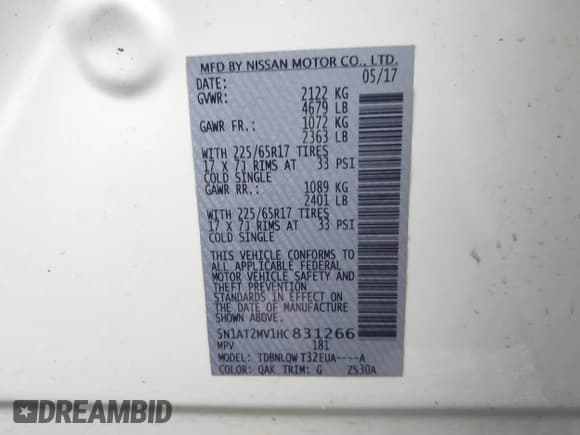 MFD BY NISSAN MOTOR CO., LTD.
DATE: 05/17
GVWR: 2122 KG
4679 LB
GAWR FR.: 1072 KG
2363 LB
WITH 225/65R17 TIRES
17 X 7J RIMS AT 33 PSI
COLD SINGLE
GAWR RR.: 1089 KG
2401 LB
WITH 225/65R17 TIRES
17 X 7J RIMS AT 33 PSI
COLD SINGLE
THIS VEHICLE CONFORMS TO
ALL APPLICABLE FEDERAL
MOTOR VEHICLE SAFETY AND
THEFT PREVENTION
STANDARDS IN EFFECT ON
THE DATE OF MANUFACTURE
SHOWN ABOVE.
5N1AT2MV1HC831266
MPV 181
MODEL: TDBNLQWT32EUA----A
COLOR: QAK TRIM: G ZS30A
DREAMBID